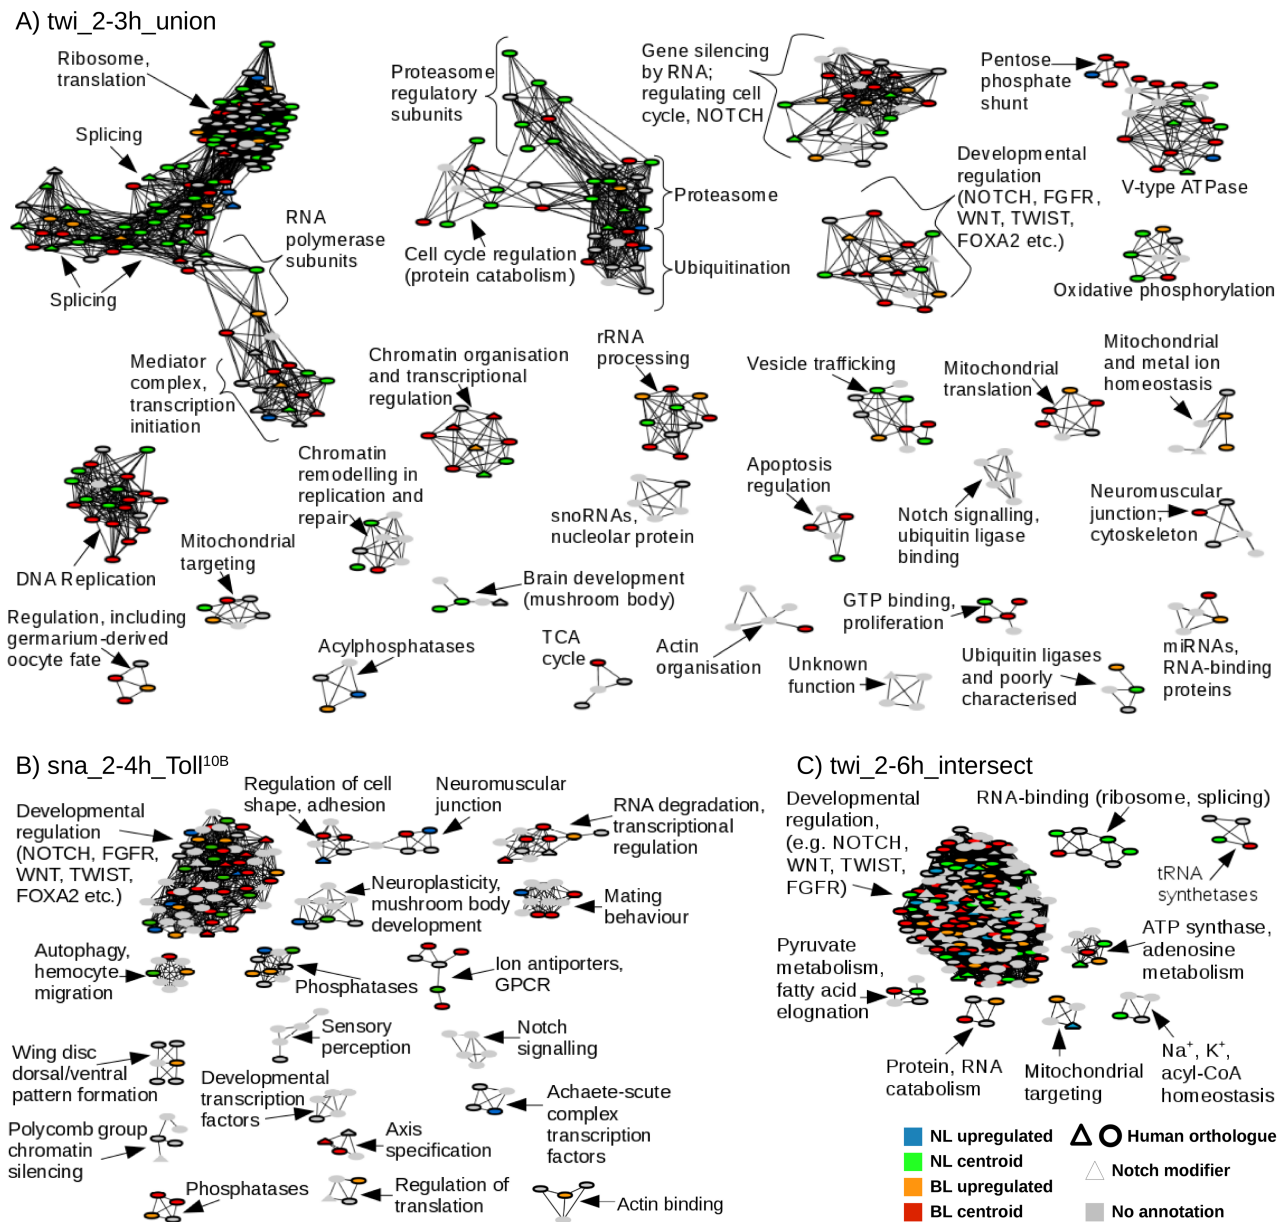 A) twi_2-3h_union
Ribosome,
translation
Splicing
Splicing
RNA
polymerase
subunits
Mediator
complex,
transcription
initiation
Proteasome
regulatory
subunits
Proteasome
Ubiquitination
Cell cycle regulation
(protein catabolism)
Gene silencing
by RNA;
regulating cell
cycle, NOTCH
Pentose
phosphate
shunt
V-type ATPase
Developmental
regulation
(NOTCH, FGFR,
WNT, TWIST,
FOXA2 etc.)
Oxidative phosphorylation
Chromatin organisation
and transcriptional
regulation
rRNA
processing
Vesicle trafficking
Mitochondrial
translation
Mitochondrial
and metal ion
homeostasis
Chromatin
remodelling in
replication and
repair
snoRNAs,
nucleolar protein
Apoptosis
regulation
Notch signalling,
ubiquitin ligase
binding
Neuromuscular
junction,
cytoskeleton
DNA Replication
Mitochondrial
targeting
Brain development
(mushroom body)
Regulation, including
germarium-derived
oocyte fate
Acylphosphatases
TCA
cycle
Actin
organisation
GTP binding,
proliferation
Unknown
function
Ubiquitin ligases
and poorly
characterised
miRNAs,
RNA-binding
proteins
B) sna_2-4h_Toll10B
Developmental
regulation
(NOTCH, FGFR,
WNT, TWIST,
FOXA2 etc.)
Regulation of cell
shape, adhesion
Neuromuscular
junction
RNA degradation,
transcriptional
regulation
Neuroplasticity,
mushroom body
development
Mating
behaviour
Autophagy,
hemocyte
migration
Phosphatases
Ion antiporters,
GPCR
Sensory
perception
Notch
signalling
Wing disc
dorsal/ventral
pattern formation
Developmental
transcription
factors
Achaete-scute
complex
transcription
factors
Polycomb group
chromatin
silencing
Axis
specification
Phosphatases
Regulation of
translation
Actin binding
C) twi_2-6h_intersect
Developmental
regulation,
(e.g. NOTCH,
WNT, TWIST,
FGFR)
RNA-binding (ribosome, splicing)
tRNA
synthetases
ATP synthase,
adenosine
metabolism
Pyruvate
metabolism,
fatty acid
elognation
Protein, RNA
catabolism
Mitochondrial
targeting
Na+, K+,
acyl-CoA
homeostasis
NL upregulated
NL centroid
BL upregulated
BL centroid
Human orthologue
Notch modifier
No annotation